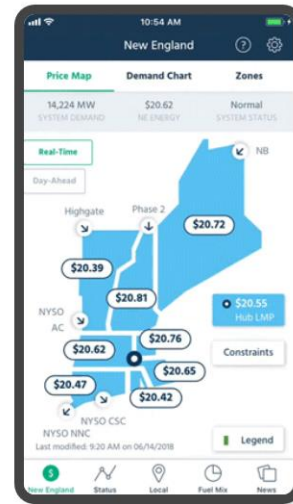 10:54 AM
New England
?
Price Map Demand Chart Zones
14,224 MW $20.62 Normal
SYSTEM DEMAND NE ENERGY SYSTEM STATUS
Real-Time
NB
Day-Ahead
Highgate Phase 2
$20.72
$20.39
$20.81
$20.55
Hub LMP
NYSO
AC
$20.76
$20.62
Constraints
$20.65
$20.47
$20.42
NYSO CSC
NYSO NNC
Last modified: 9:20 AM on 06/14/2018
Legend
$
New England Status Local Fuel Mix News